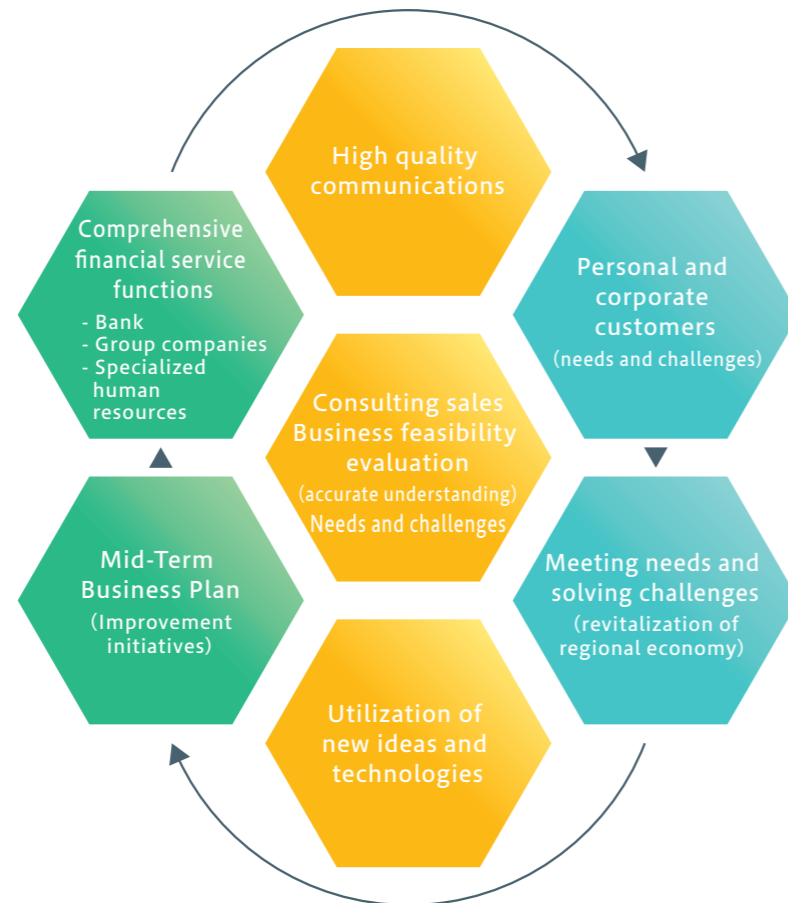 High quality
communications
Comprehensive
financial service
functions
- Bank
- Group companies
- Specialized
human
resources
Personal and
corporate
customers
(needs and challenges)
Consulting sales
Business feasibility
evaluation
(accurate understanding)
Needs and challenges
Mid-Term
Business Plan
(Improvement
initiatives)
Meeting needs and
solving challenges
(revitalization of
regional economy)
Utilization of
new ideas and
technologies